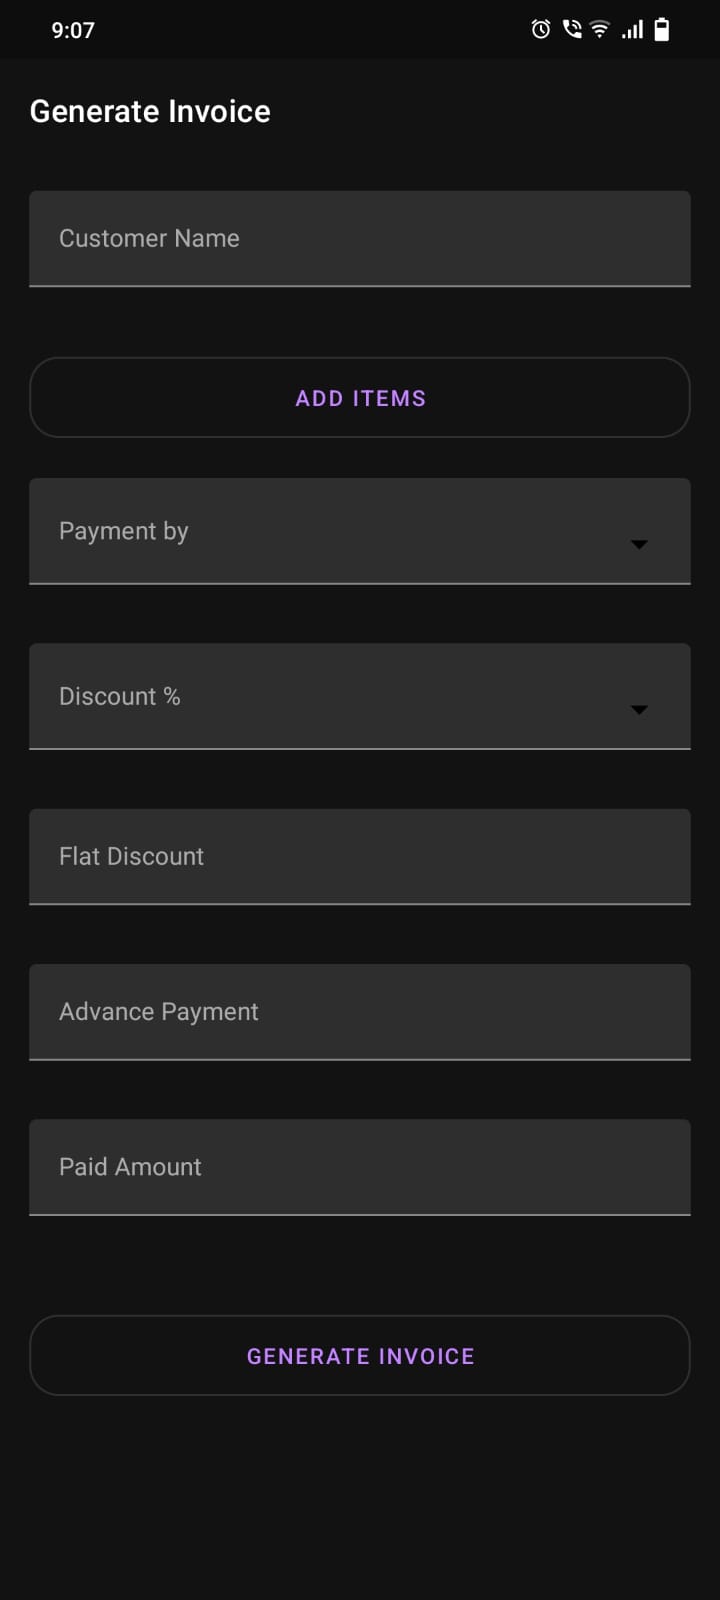 9:07
Generate Invoice
Customer Name
ADD ITEMS
Payment by
Discount %
Flat Discount
Advance Payment
Paid Amount
GENERATE INVOICE